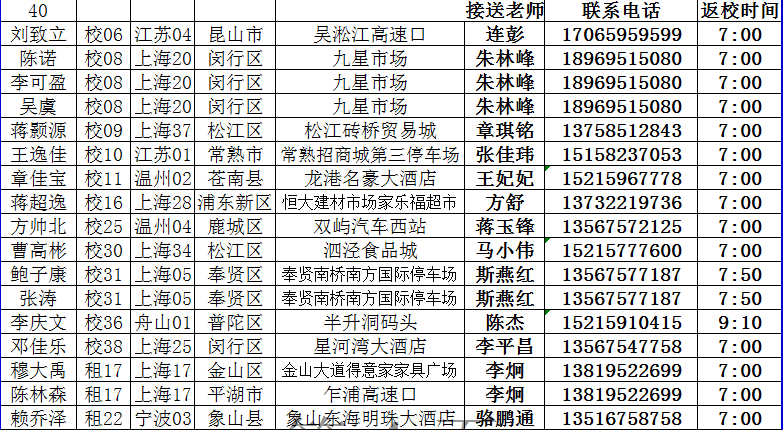 40 接送老师 联系电话 返校时间
刘致立 校06 江苏04 昆山市 吴淞江高速口 连彭 17065959599 7:00
陈诺 校08 上海20 闵行区 九星市场 朱林峰 18969515080 7:00
李可盈 校08 上海20 闵行区 九星市场 朱林峰 18969515080 7:00
吴虞 校08 上海20 闵行区 九星市场 朱林峰 18969515080 7:00
蒋颢源 校09 上海37 松江区 松江砖桥贸易城 章琪铭 13758512843 7:00
王逸佳 校10 江苏01 常熟市 常熟招商城第三停车场 张佳玮 15158237053 7:00
章佳宝 校11 温州02 苍南县 龙港名豪大酒店 王妃妃 15215967778 7:00
蒋超逸 校16 上海28 浦东新区 恒大建材市场家乐福超市 方舒 13732219736 7:00
方帅北 校25 温州04 鹿城区 双屿汽车西站 蒋玉锋 13567572125 7:00
曹高彬 校30 上海34 松江区 泗泾食品城 马小伟 15215777600 7:00
鲍子康 校31 上海05 奉贤区 奉贤南桥南方国际停车场 斯燕红 13567577187 7:50
张涛 校31 上海05 奉贤区 奉贤南桥南方国际停车场 斯燕红 13567577187 7:50
李庆文 校36 舟山01 普陀区 半升洞码头 陈杰 15215910415 9:10
邓佳乐 校38 上海25 闵行区 星河湾大酒店 李平昌 13567547758 7:00
穆大禹 租17 上海17 金山区 金山大道得意家家具广场 李炯 13819522699 7:00
陈林森 租17 上海17 平湖市 乍浦高速口 李炯 13819522699 7:00
赖乔泽 租22 宁波03 象山县 象山东海明珠大酒店 骆鹏通 13516758758 7:00